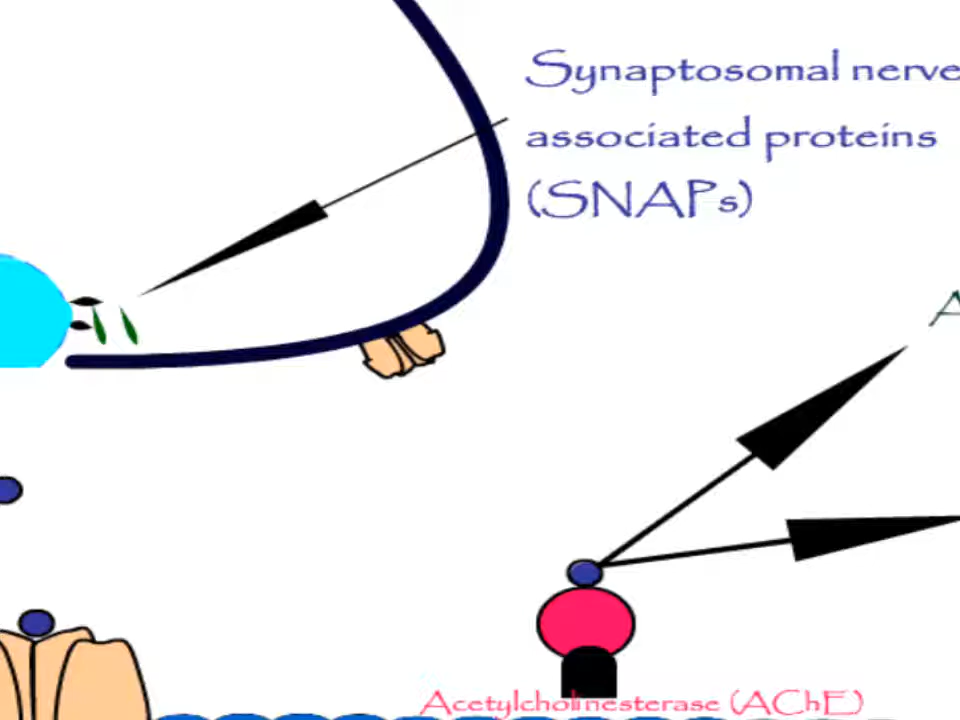 Synaptosomal nerve
associated proteins
(SNAPs)
A
Acetylcholinesterase (AChE)